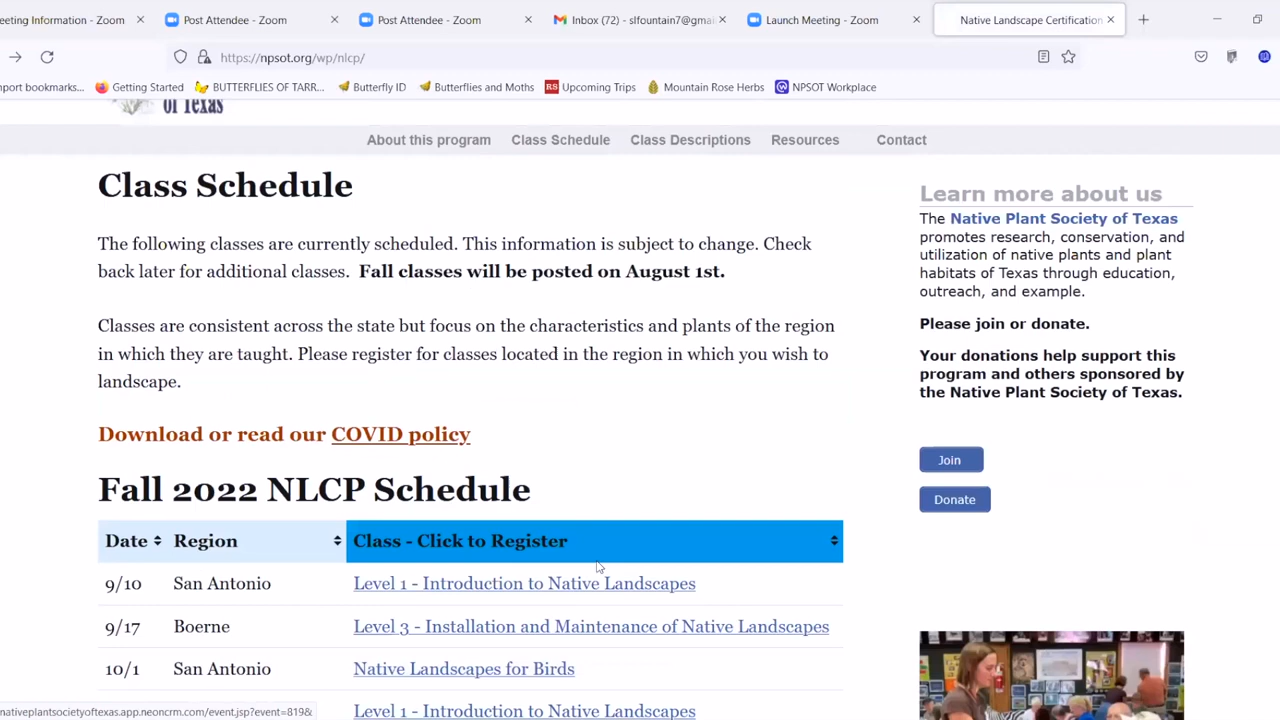 eeting Information - Zoom
Post Attendee - Zoom
Post Attendee - Zoom
Inbox (72) - slfountain7@gmai
Launch Meeting - Zoom
Native Landscape Certification
https://npsot.org/wp/nlcp/
nport bookmarks...
Getting Started
BUTTERFLIES OF TARR...
Butterfly ID
Butterflies and Moths
RS Upcoming Trips
Mountain Rose Herbs
NPSOT Workplace
of Texas
About this program
Class Schedule
Class Descriptions
Resources
Contact
Class Schedule
The following classes are currently scheduled. This information is subject to change. Check
back later for additional classes. Fall classes will be posted on August 1st.
Classes are consistent across the state but focus on the characteristics and plants of the region
in which they are taught. Please register for classes located in the region in which you wish to
landscape.
Download or read our COVID policy
Fall 2022 NLCP Schedule
Date Region Class - Click to Register
9/10 San Antonio Level 1 - Introduction to Native Landscapes
9/17 Boerne Level 3 - Installation and Maintenance of Native Landscapes
10/1 San Antonio Native Landscapes for Birds
Level 1 - Introduction to Native Landscapes
Learn more about us
The Native Plant Society of Texas
promotes research, conservation, and
utilization of native plants and plant
habitats of Texas through education,
outreach, and example.
Please join or donate.
Your donations help support this
program and others sponsored by
the Native Plant Society of Texas.
Join
Donate
nativeplantsocietyoftexas.app.neoncrm.com/event.jsp?event=819&